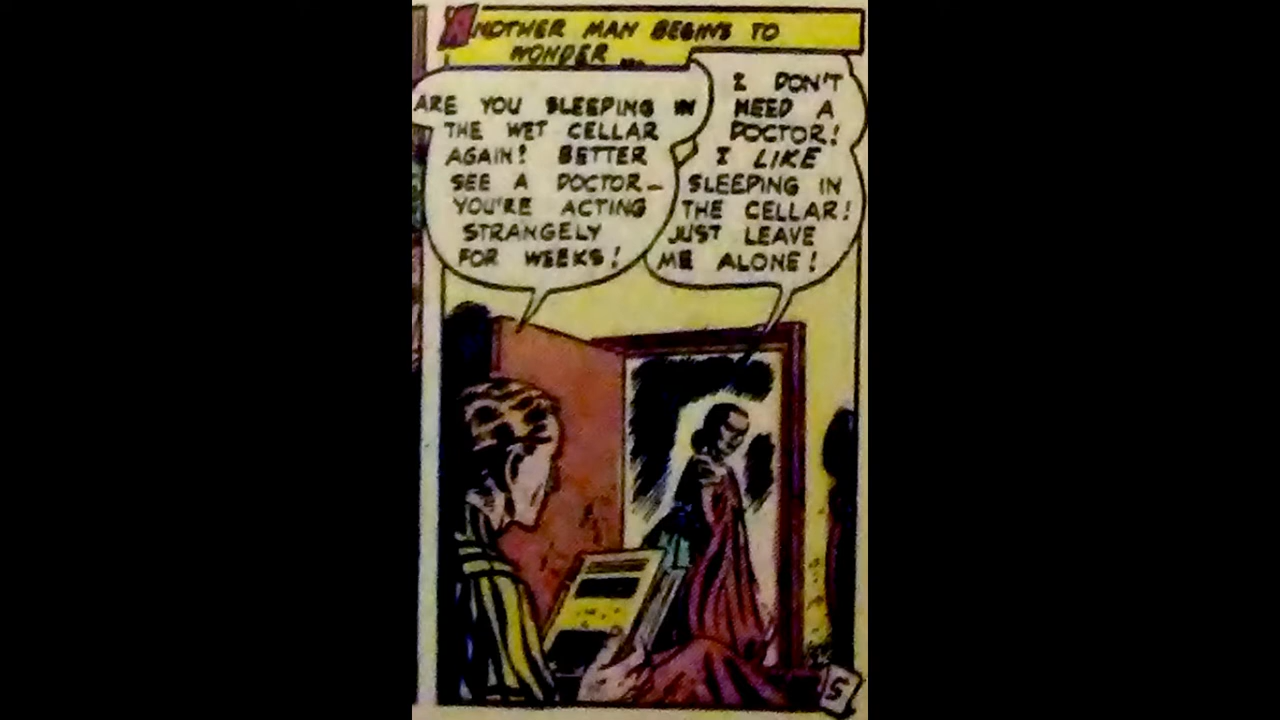 ANOTHER MAN BEGINS TO
WONDER ...
ARE YOU SLEEPING IN
THE WET CELLAR
AGAIN! BETTER
SEE A DOCTOR—
YOU'RE ACTING
STRANGELY
FOR WEEKS!
I DON'T
NEED A
DOCTOR!
I LIKE
SLEEPING IN
THE CELLAR!
JUST LEAVE
ME ALONE!
5